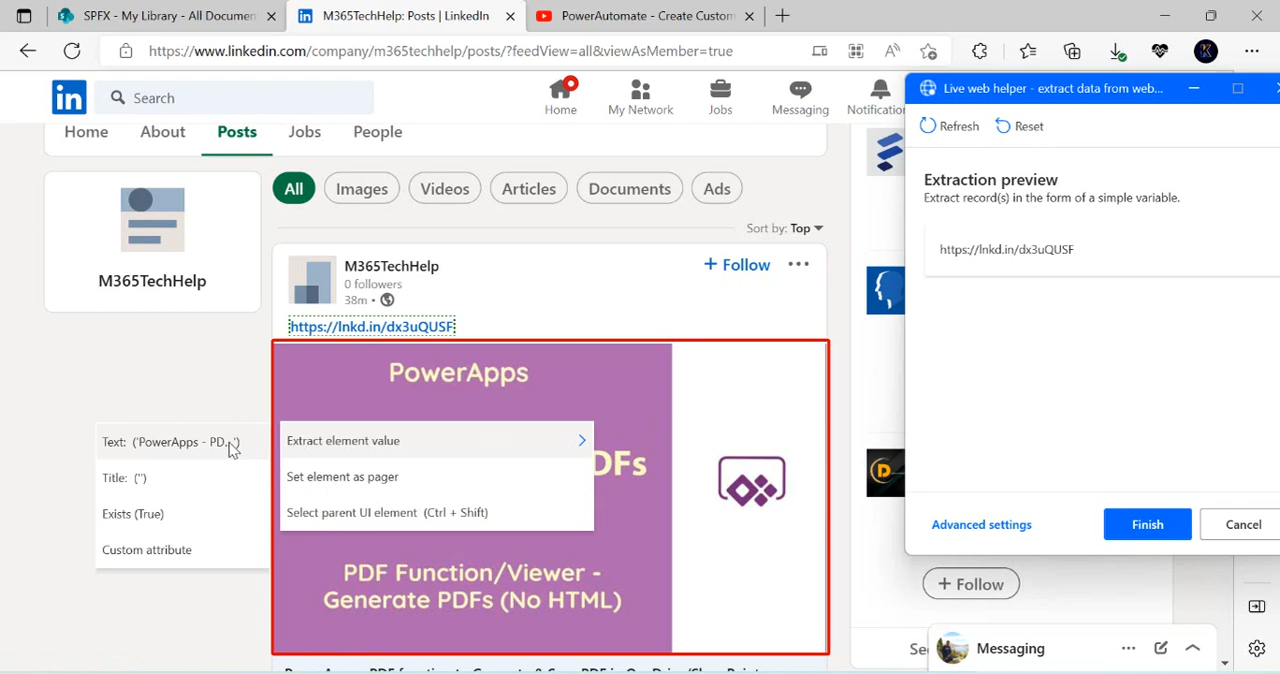 SPFX - My Library - All Documen
M365TechHelp: Posts | LinkedIn
PowerAutomate - Create Custom
https://www.linkedin.com/company/m365techhelp/posts/?feedView=all&viewAsMember=true
K
in
Search
Home
My Network
Jobs
Messaging
Notification
Home
About
Posts
Jobs
People
All
Images
Videos
Articles
Documents
Ads
Sort by: Top
M365TechHelp
M365TechHelp
0 followers
38m •
+ Follow
https://lnkd.in/dx3uQUSF
PowerApps
DFs
PDF Function/Viewer -
Generate PDFs (No HTML)
Text: ('PowerApps - PD...')
Title: ('')
Exists (True)
Custom attribute
Extract element value
Set element as pager
Select parent UI element (Ctrl + Shift)
Live web helper - extract data from web...
Refresh
Reset
Extraction preview
Extract record(s) in the form of a simple variable.
https://lnkd.in/dx3uQUSF
Advanced settings
Finish
Cancel
+ Follow
Se
Messaging